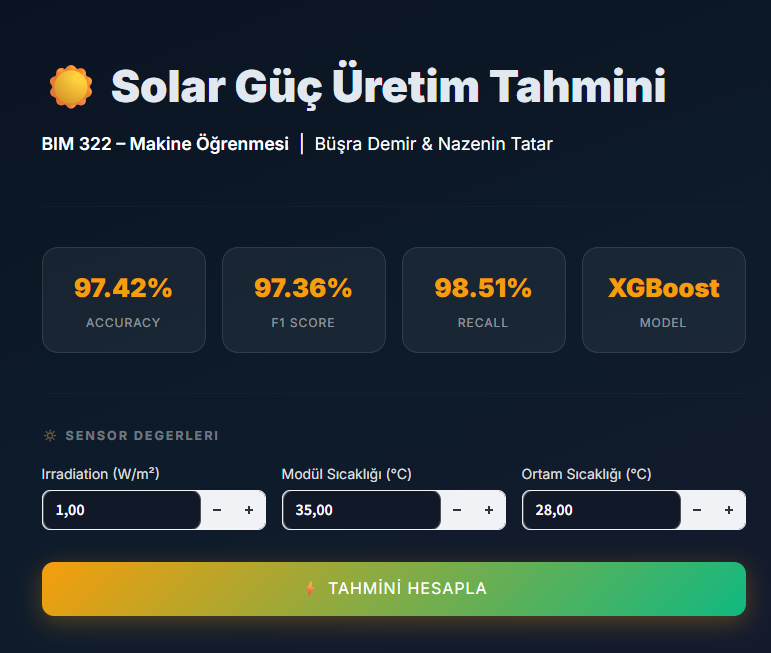 Solar Güç Üretim Tahmini
BIM 322 – Makine Öğrenmesi | Büşra Demir & Nazenin Tatar
97.42% 97.36% 98.51% XGBoost
ACCURACY F1 SCORE RECALL MODEL
SENSOR DEGERLERI
Irradiation (W/m²) Modül Sıcaklığı (°C) Ortam Sıcaklığı (°C)
1,00 − + 35,00 − + 28,00 − +
TAHMİNİ HESAPLA